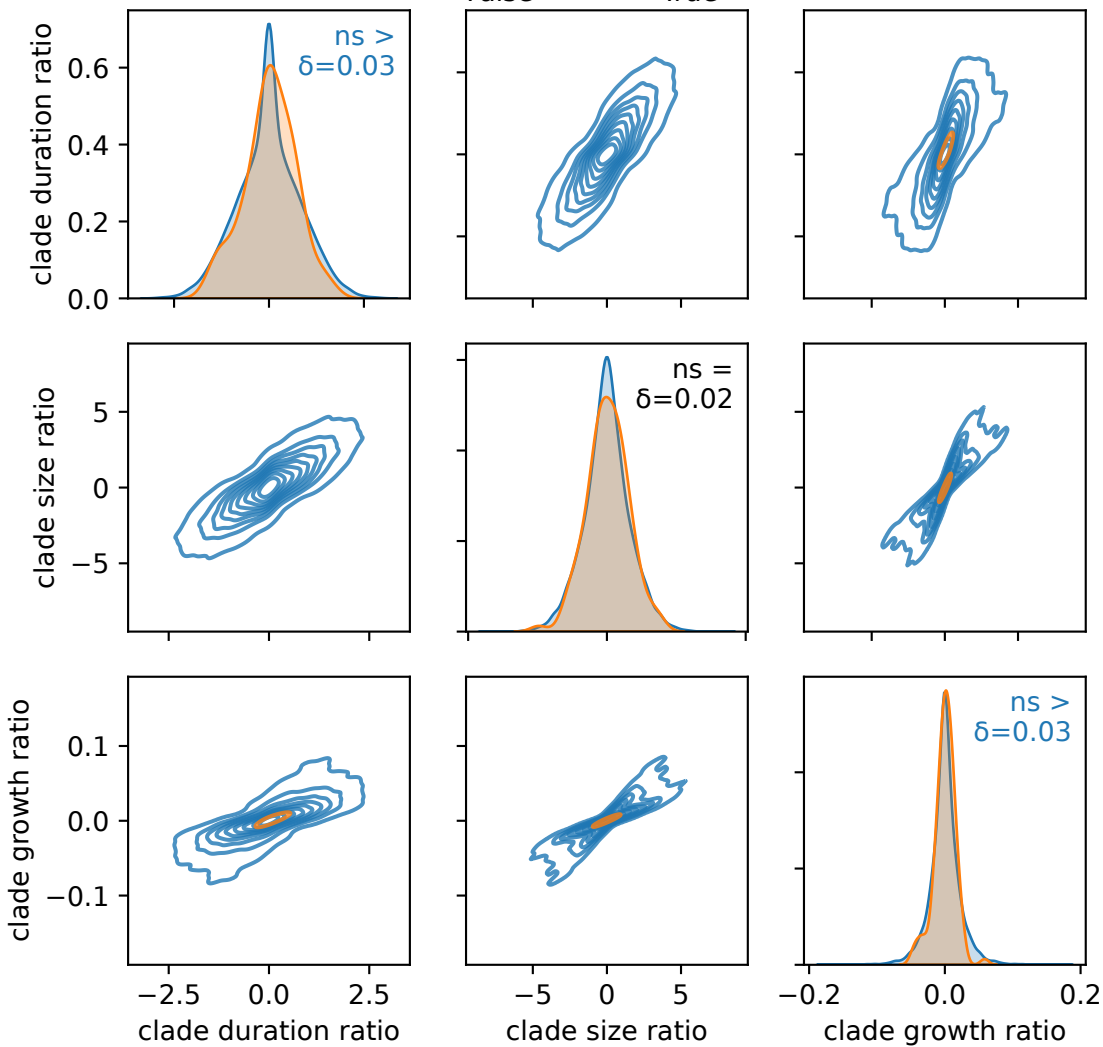 clade duration ratio
0.6
0.4
0.2
0.0
ns >
δ=0.03
clade size ratio
5
0
−5
ns =
δ=0.02
clade growth ratio
0.1
0.0
−0.1
ns >
δ=0.03
−2.5 0.0 2.5
−5 0 5
−0.2 0.0 0.2
clade duration ratio
clade size ratio
clade growth ratio